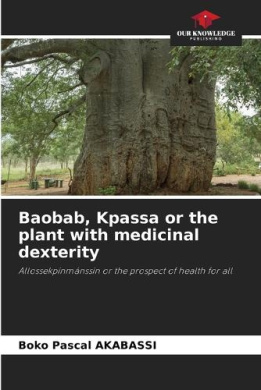 OUR KNOWLEDGE
PUBLISHING
Baobab, Kpassa or the
plant with medicinal
dexterity
Allossekpinmánssin or the prospect of health for all
Boko Pascal AKABASSI